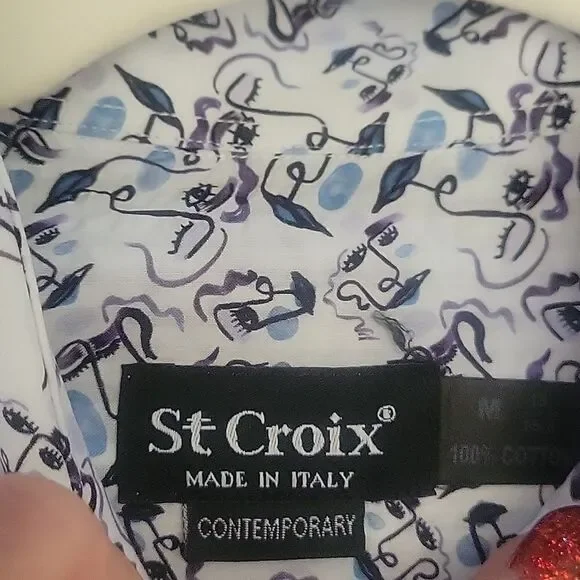 St Croix®
MADE IN ITALY
CONTEMPORARY
M
100% COTTON